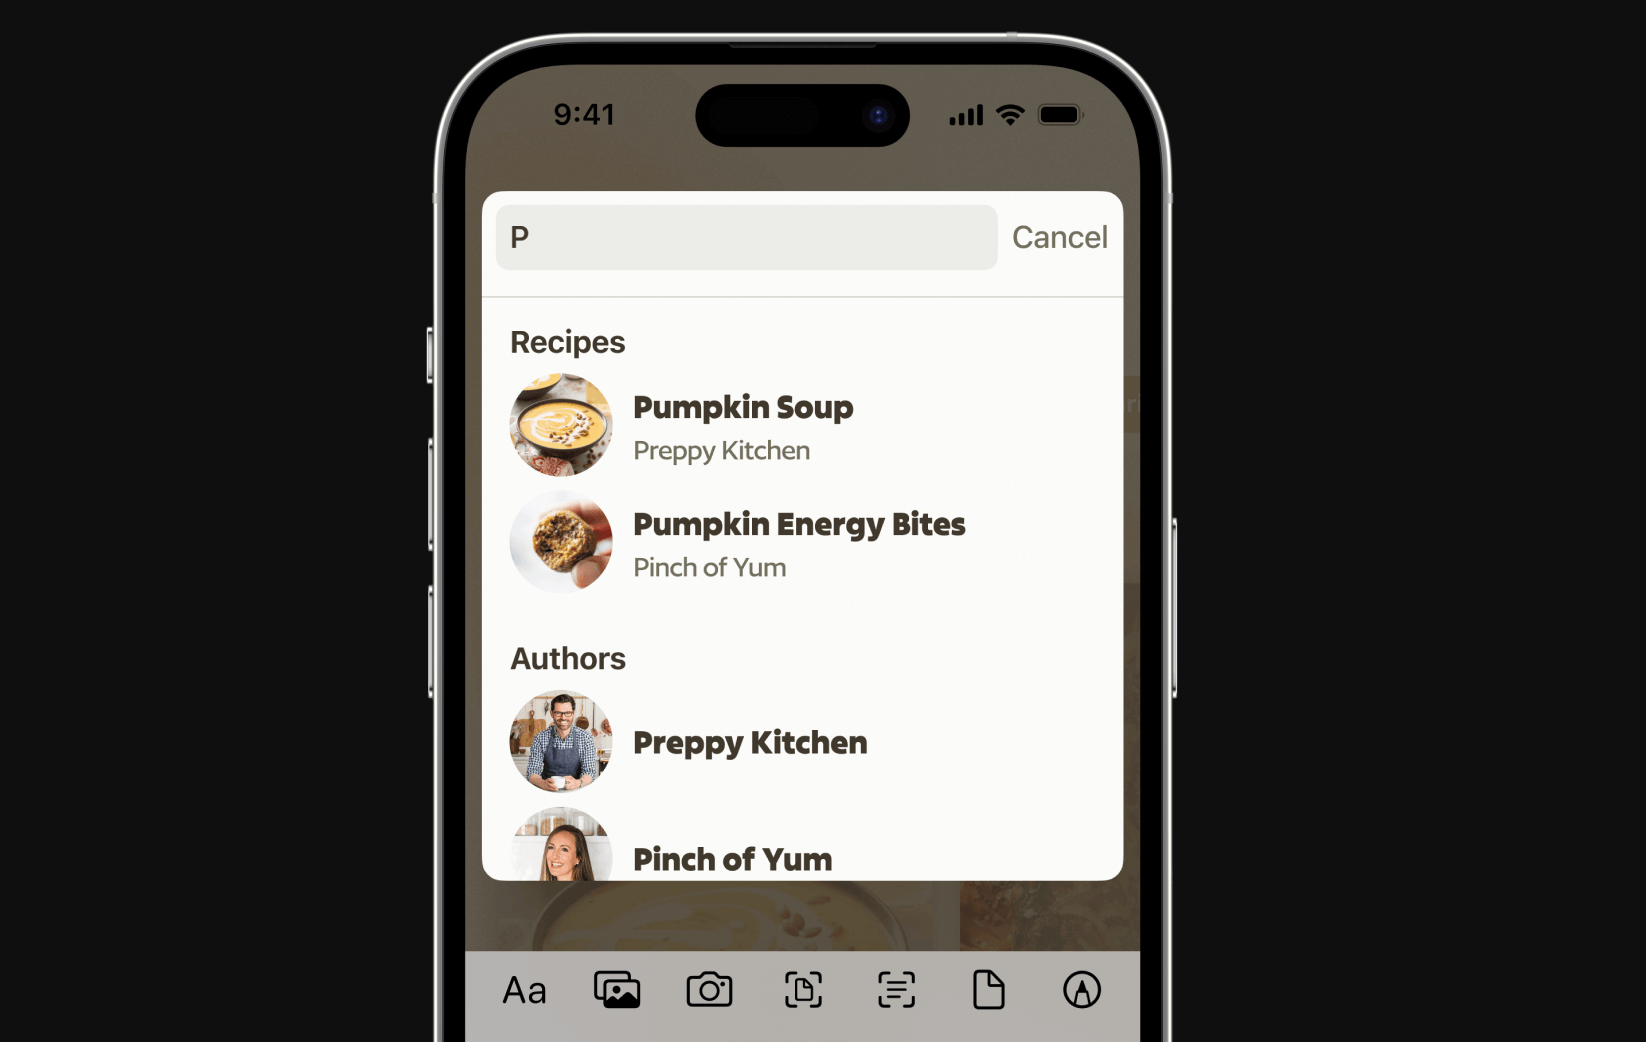 9:41
P
Cancel
Recipes
Pumpkin Soup
Preppy Kitchen
Pumpkin Energy Bites
Pinch of Yum
Authors
Preppy Kitchen
Pinch of Yum
Aa